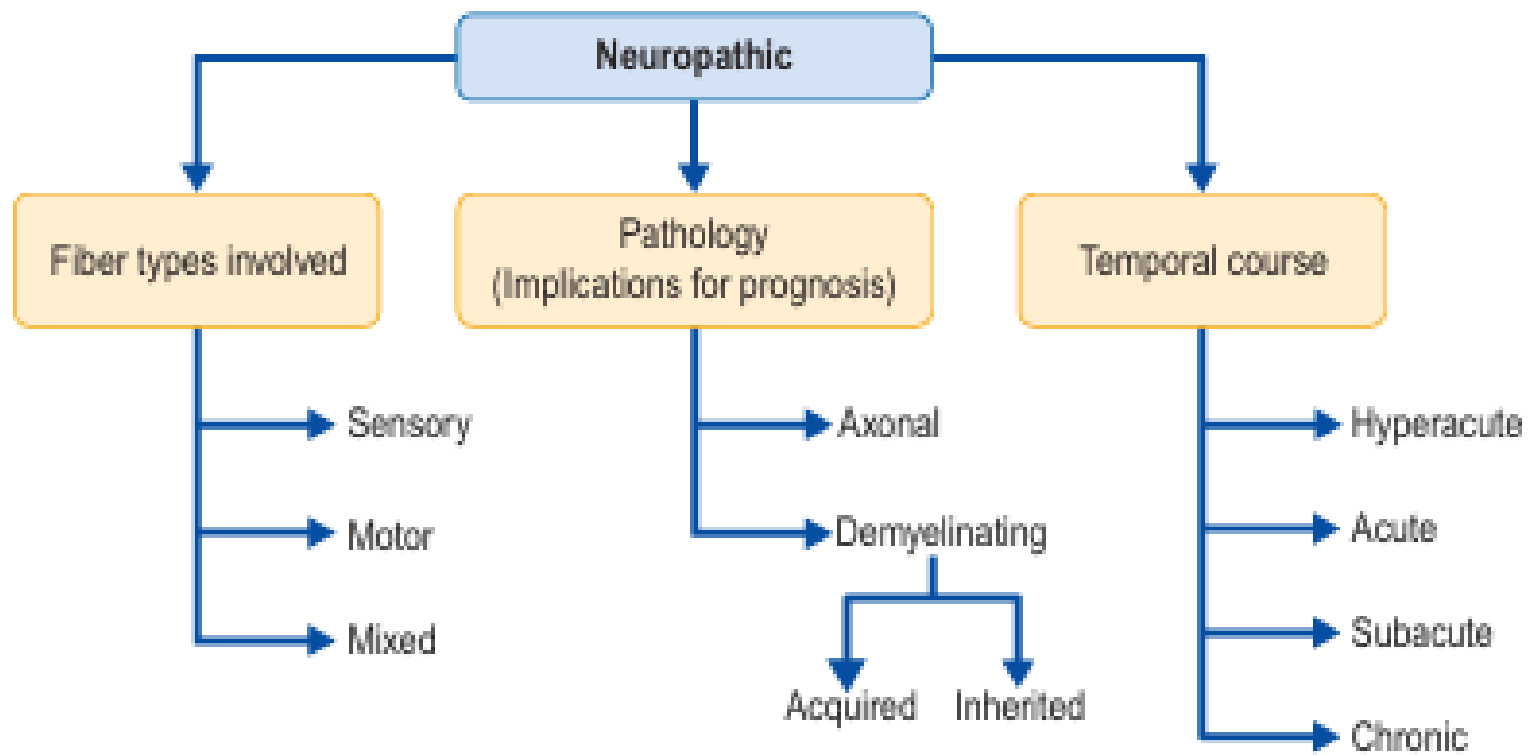 Neuropathic
Fiber types involved
Pathology
(Implications for prognosis)
Temporal course
Sensory
Motor
Mixed
Axonal
Demyelinating
Acquired
Inherited
Hyperacute
Acute
Subacute
Chronic